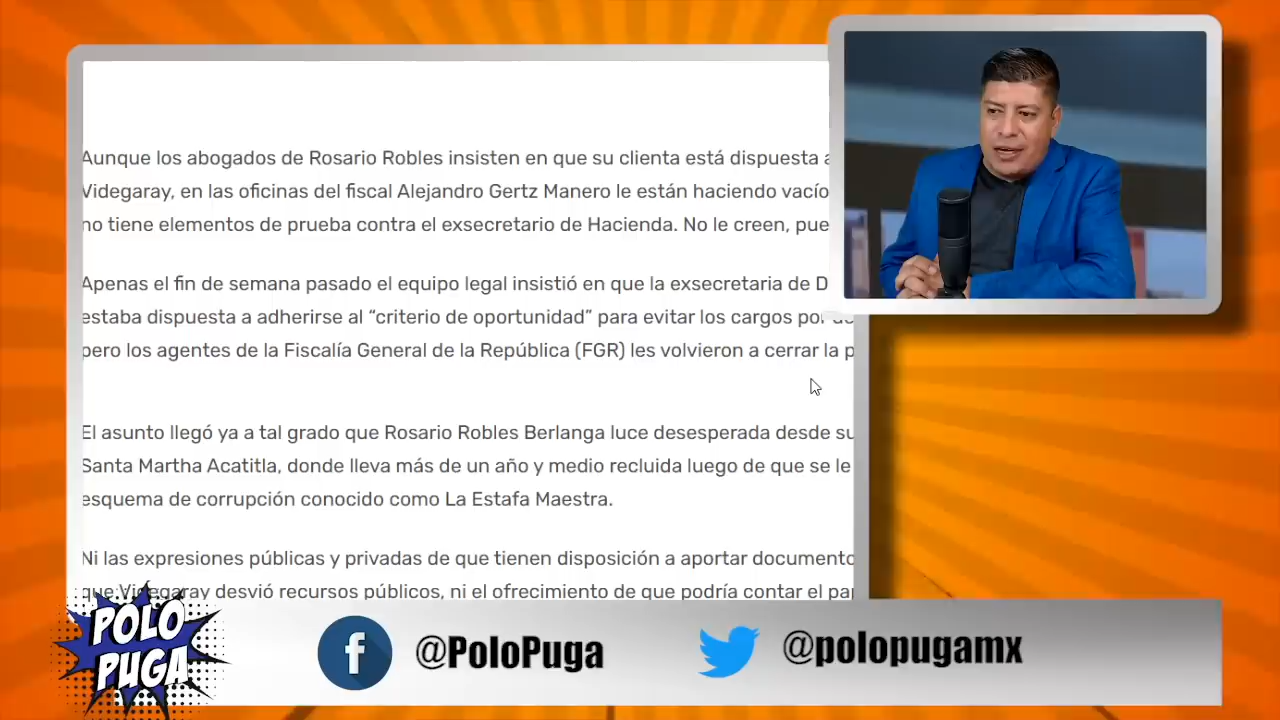 Aunque los abogados de Rosario Robles insisten en que su clienta está dispuesta a
Videgaray, en las oficinas del fiscal Alejandro Gertz Manero le están haciendo vacío
no tiene elementos de prueba contra el exsecretario de Hacienda. No le creen, pue
Apenas el fin de semana pasado el equipo legal insistió en que la exsecretaria de D
estaba dispuesta a adherirse al “criterio de oportunidad” para evitar los cargos por
pero los agentes de la Fiscalía General de la República (FGR) les volvieron a cerrar la p
El asunto llegó ya a tal grado que Rosario Robles Berlanga luce desesperada desde su
Santa Martha Acatitla, donde lleva más de un año y medio recluida luego de que se le
esquema de corrupción conocido como La Estafa Maestra.
Ni las expresiones públicas y privadas de que tienen disposición a aportar documento
que Videgaray desvió recursos públicos, ni el ofrecimiento de que podría contar el pa
POLO
PUGA
@PoloPuga
@polopugamx